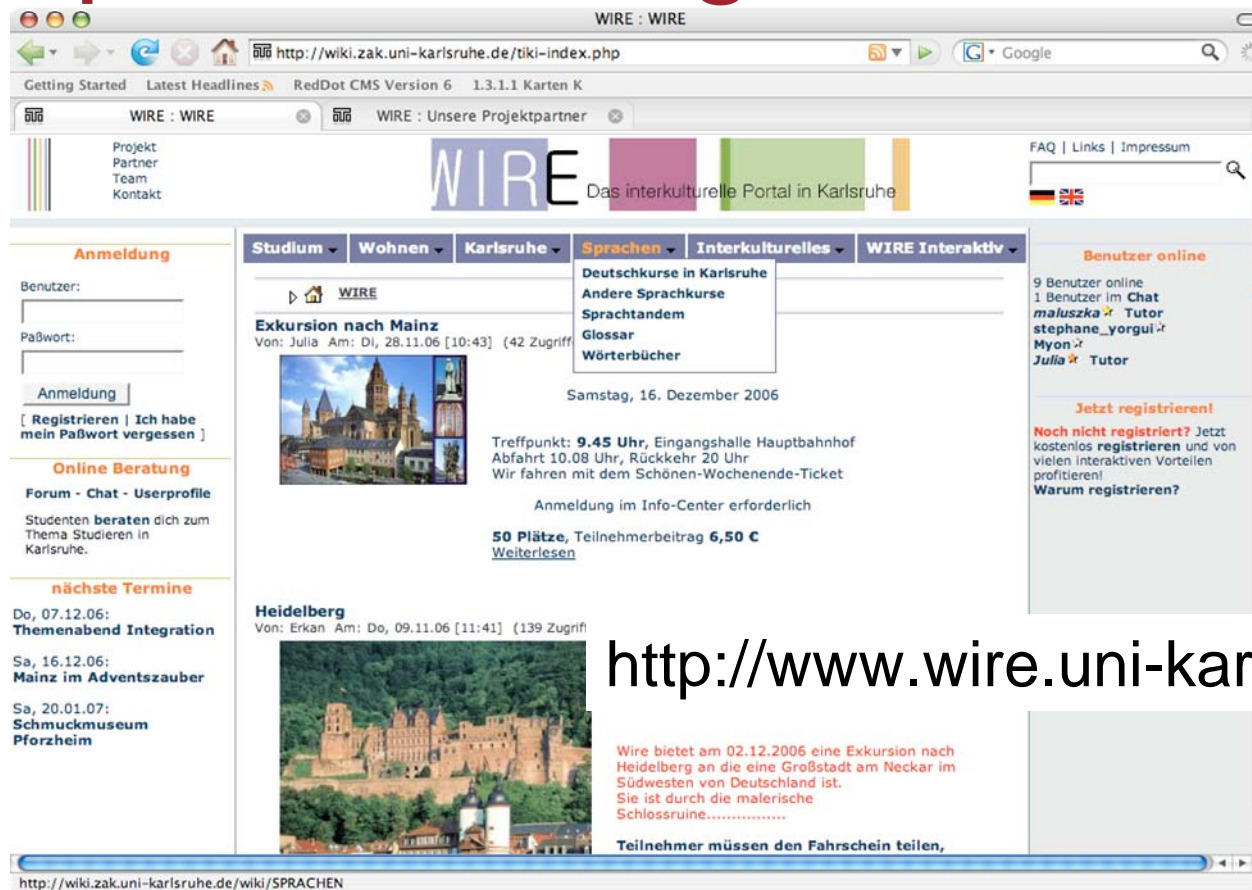 WIRE : WIRE
http://wiki.zak.uni-karlsruhe.de/tiki-index.php
Google
Getting Started Latest Headlines RedDot CMS Version 6 1.3.1.1 Karten K
WIRE : WIRE
WIRE : Unsere Projektpartner
Projekt
Partner
Team
Kontakt
WIRE Das interkulturelle Portal in Karlsruhe
FAQ | Links | Impressum
Studium Wohnen Karlsruhe Sprachen Interkulturelles WIRE Interaktiv
Deutschkurse in Karlsruhe
Andere Sprachkurse
Sprachtandem
Glossar
Wörterbücher
Anmeldung
Benutzer:
Paßwort:
Anmeldung
[ Registrieren | Ich habe
mein Paßwort vergessen ]
Online Beratung
Forum - Chat - Userprofile
Studenten beraten dich zum
Thema Studieren in
Karlsruhe.
nächste Termine
Do, 07.12.06:
Themenabend Integration
Sa, 16.12.06:
Mainz im Adventszauber
Sa, 20.01.07:
Schmuckmuseum
Pforzheim
WIRE
Exkursion nach Mainz
Von: Julia Am: Di, 28.11.06 [10:43] (42 Zugriff
Samstag, 16. Dezember 2006
Treffpunkt: 9.45 Uhr, Eingangshalle Hauptbahnhof
Abfahrt 10.08 Uhr, Rückkehr 20 Uhr
Wir fahren mit dem Schönen-Wochenende-Ticket
Anmeldung im Info-Center erforderlich
50 Plätze, Teilnehmerbeitrag 6,50 €
Weiterlesen
Heidelberg
Von: Erkan Am: Do, 09.11.06 [11:41] (139 Zugriff
Wire bietet am 02.12.2006 eine Exkursion nach
Heidelberg an die eine Großstadt am Neckar im
Südwesten von Deutschland ist.
Sie ist durch die malerische
Schlossruine................
Teilnehmer müssen den Fahrschein teilen,
Benutzer online
9 Benutzer online
1 Benutzer im Chat
maluszka Tutor
stephane_yorgui
Myon
Julia Tutor
Jetzt registrieren!
Noch nicht registriert? Jetzt
kostenlos registrieren und von
vielen interaktiven Vorteilen
profitieren!
Warum registrieren?
http://www.wire.uni-kar
http://wiki.zak.uni-karlsruhe.de/wiki/SPRACHEN